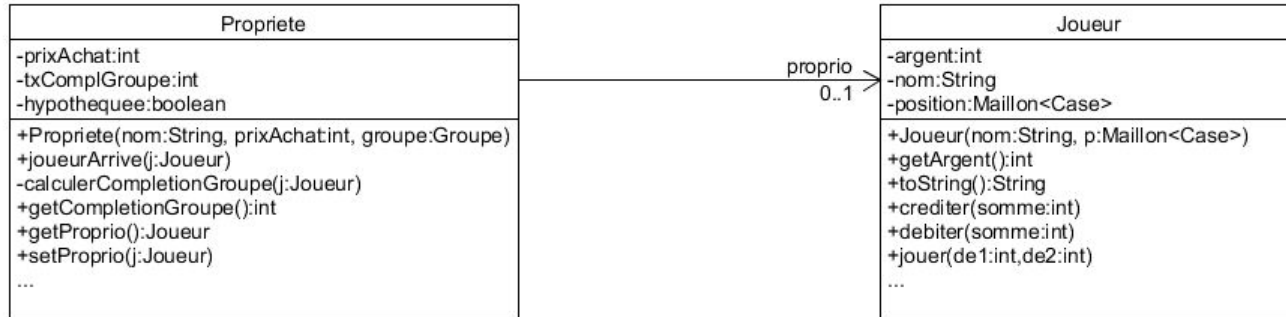 Propriete
-prixAchat:int
-txComplGroupe:int
-hypothequee:boolean
+Propriete(nom:String, prixAchat:int, groupe:Groupe)
+joueurArrive(j:Joueur)
-calculerCompletionGroupe(j:Joueur)
+getCompletionGroupe():int
+getProprio():Joueur
+setProprio(j:Joueur)
...
proprio
0..1
Joueur
-argent:int
-nom:String
-position:Maillon<Case>
+Joueur(nom:String, p:Maillon<Case>)
+getArgent():int
+toString():String
+crediter(somme:int)
+debiter(somme:int)
+jouer(de1:int,de2:int)
...